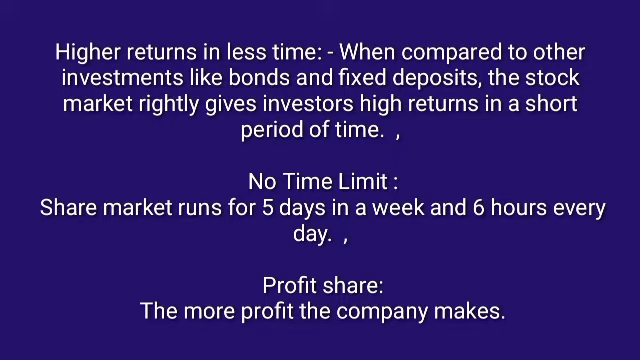 Higher returns in less time: - When compared to other
investments like bonds and fixed deposits, the stock
market rightly gives investors high returns in a short
period of time.  ,
No Time Limit :
Share market runs for 5 days in a week and 6 hours every
day.  ,
Profit share:
The more profit the company makes.